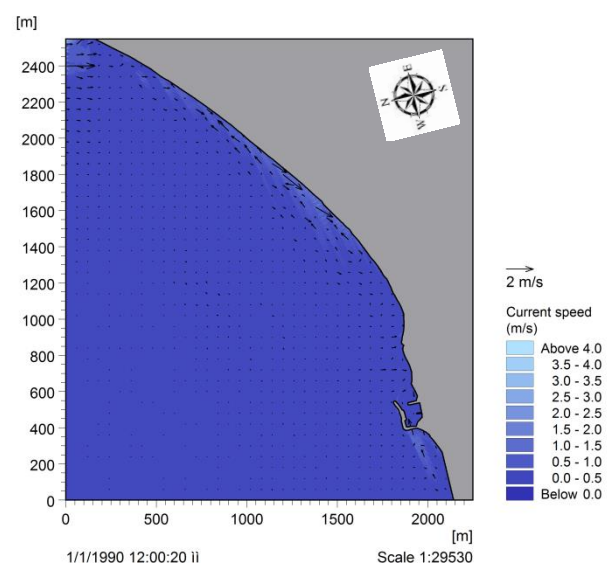 [m]
2400
2200
2000
1800
1600
1400
1200
1000
800
600
400
200
0
0 500 1000 1500 2000
[m]
E
S
N
W
2 m/s
Current speed
(m/s)
Above 4.0
3.5 - 4.0
3.0 - 3.5
2.5 - 3.0
2.0 - 2.5
1.5 - 2.0
1.0 - 1.5
0.5 - 1.0
0.0 - 0.5
Below 0.0
1/1/1990 12:00:20 ìì Scale 1:29530